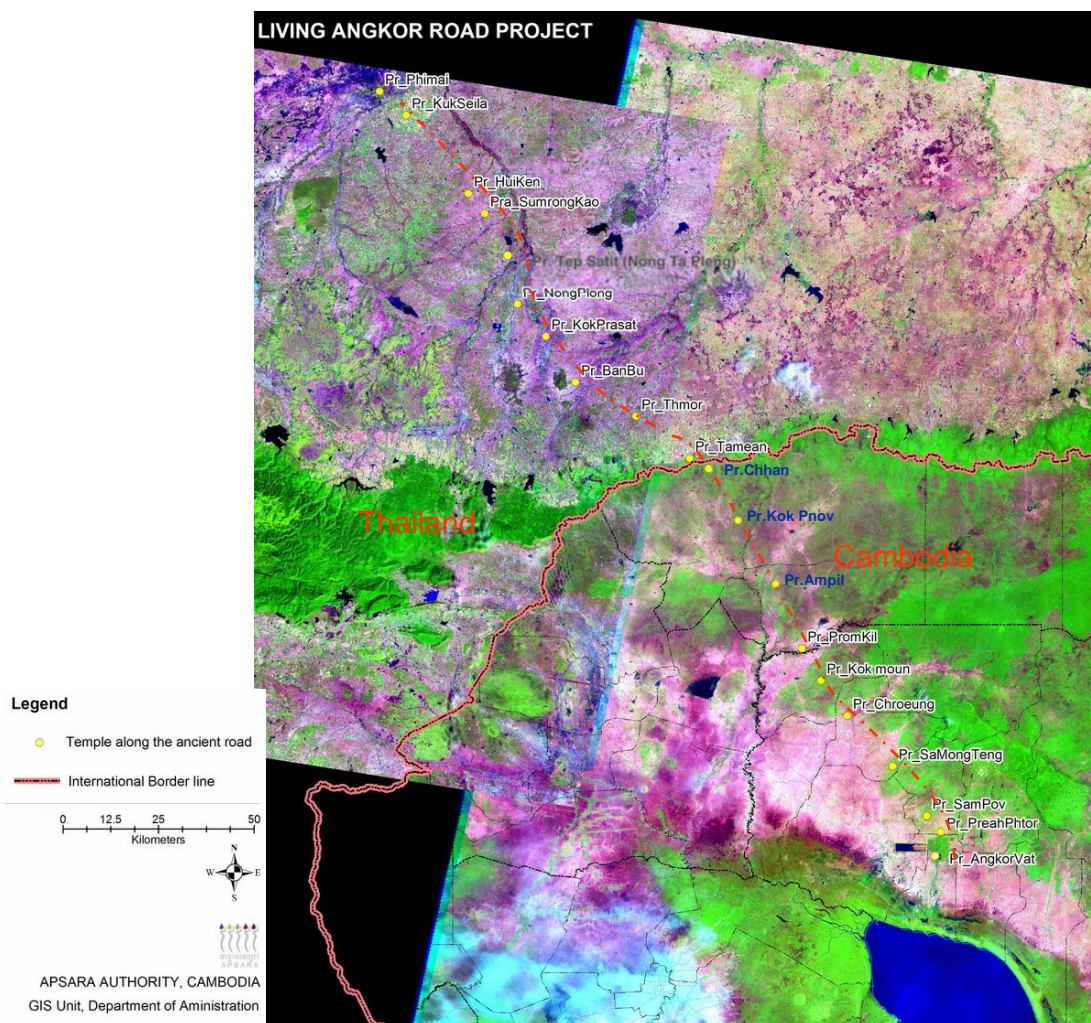 LIVING ANGKOR ROAD PROJECT
Pr_Phimai
Pr_KukSeila
Pr_HuiKen
Pra_SumrongKao
Pr. Tep Satit (Nong Ta Pleng)
Pr_NongPlong
Pr_KokPrasat
Pr_BanBu
Pr_Thmor
Pr_Tamean
Pr.Chhan
Thailand
Pr.Kok Pnov
Cambodia
Pr.Ampil
Pr_PromKil
Pr_Kok moun
Pr_Chroeung
Pr_SaMongTeng
Pr_SamPov
Pr_PreahPhtor
Pr_AngkorVat
Legend
Temple along the ancient road
International Border line
0 12.5 25 50
Kilometers
N
W E
S
APSARA
APSARA AUTHORITY, CAMBODIA
GIS Unit, Department of Aministration